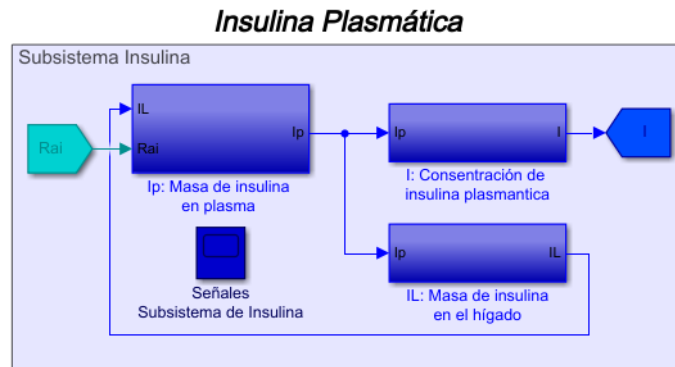 Insulina Plasmática
Subsistema Insulina
IL
Rai
Rai
Ip
Ip: Masa de insulina
en plasma
Ip
I
I
I: Consentración de
insulina plasmantica
Ip
IL
IL: Masa de insulina
en el hígado
Señales
Subsistema de Insulina